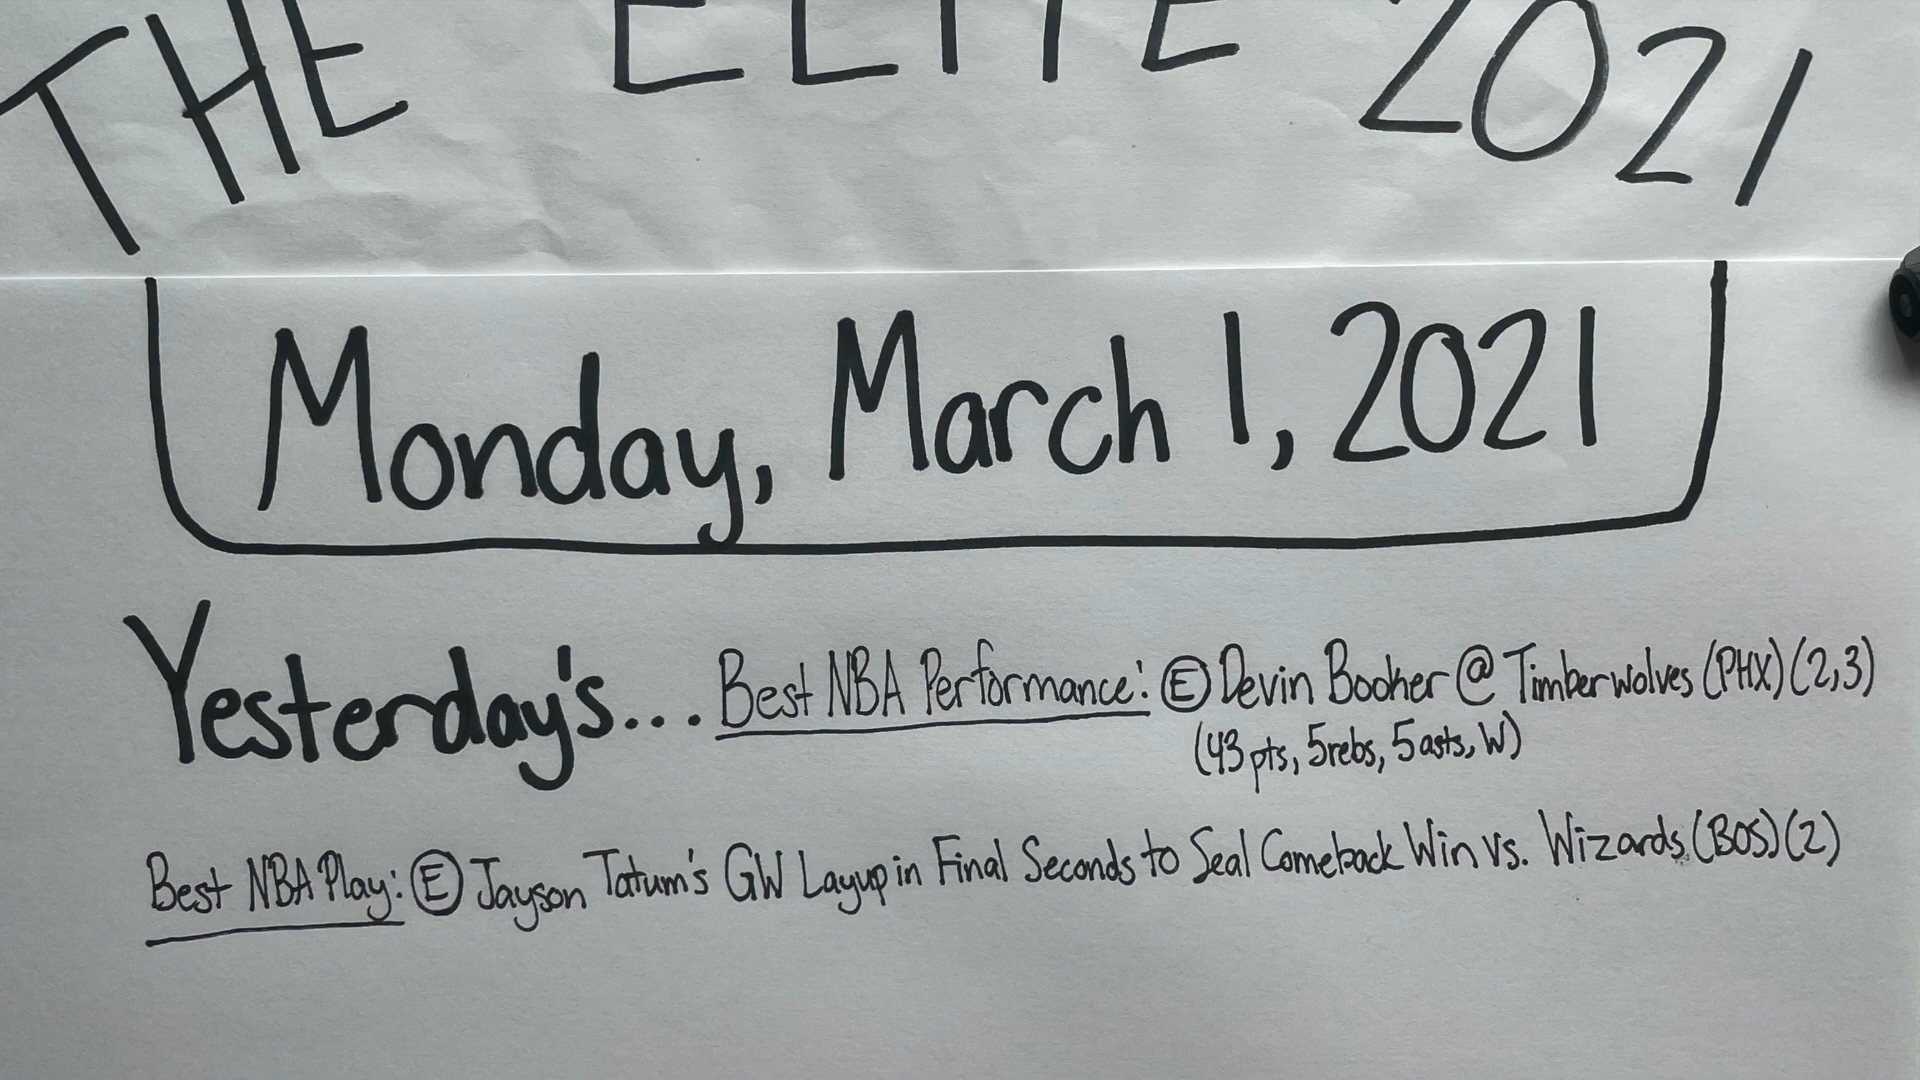 THE ELITE 2021
Monday, March 1, 2021
Yesterday's... Best NBA Performance: Ⓔ Devin Booker @ Timberwolves (PHX) (2,3)
(43 pts, 5 rebs, 5 asts, W)
Best NBA Play: Ⓔ Jayson Tatum's GW Layup in Final Seconds to Seal Comeback Win vs. Wizards (BOS) (2)